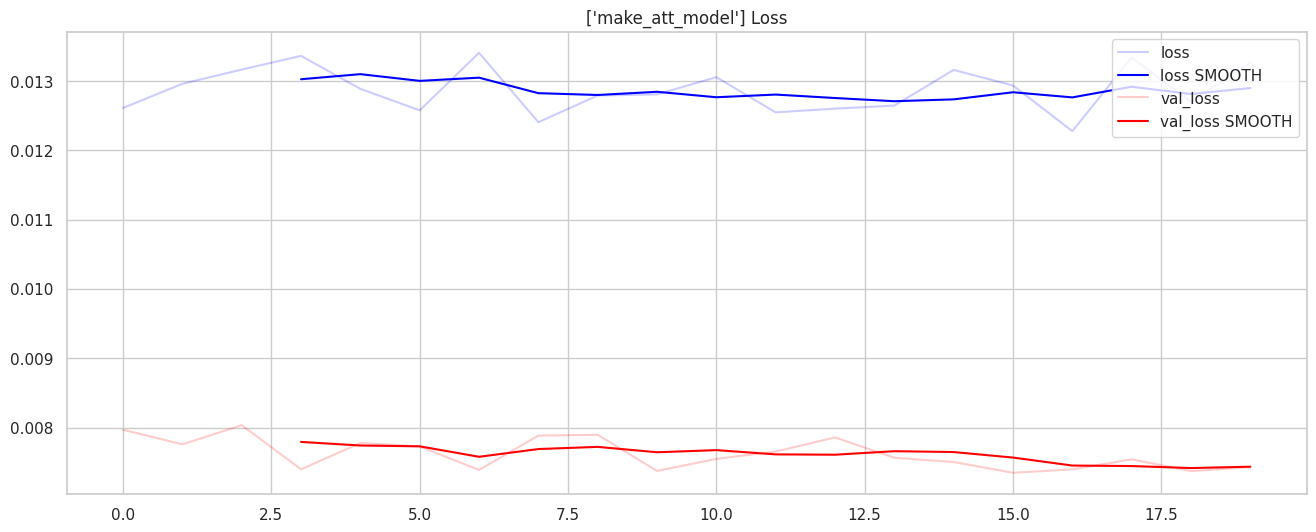 ['make_att_model'] Loss
loss
loss SMOOTH
val_loss
val_loss SMOOTH
0.013
0.012
0.011
0.010
0.009
0.008
0.0 2.5 5.0 7.5 10.0 12.5 15.0 17.5